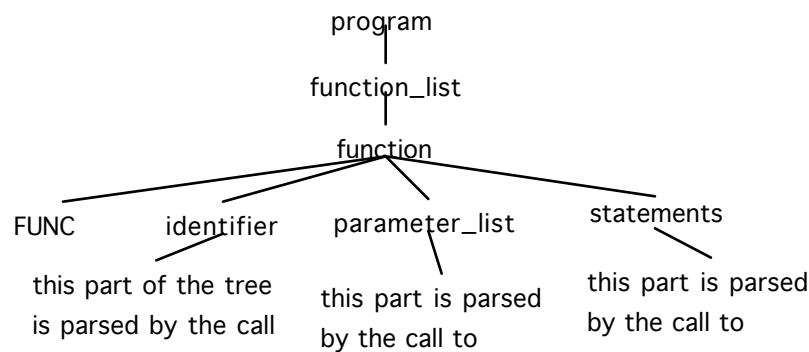 program
function_list
function
FUNC
identifier
parameter_list
statements
this part of the tree
is parsed by the call
this part is parsed
by the call to
this part is parsed
by the call to